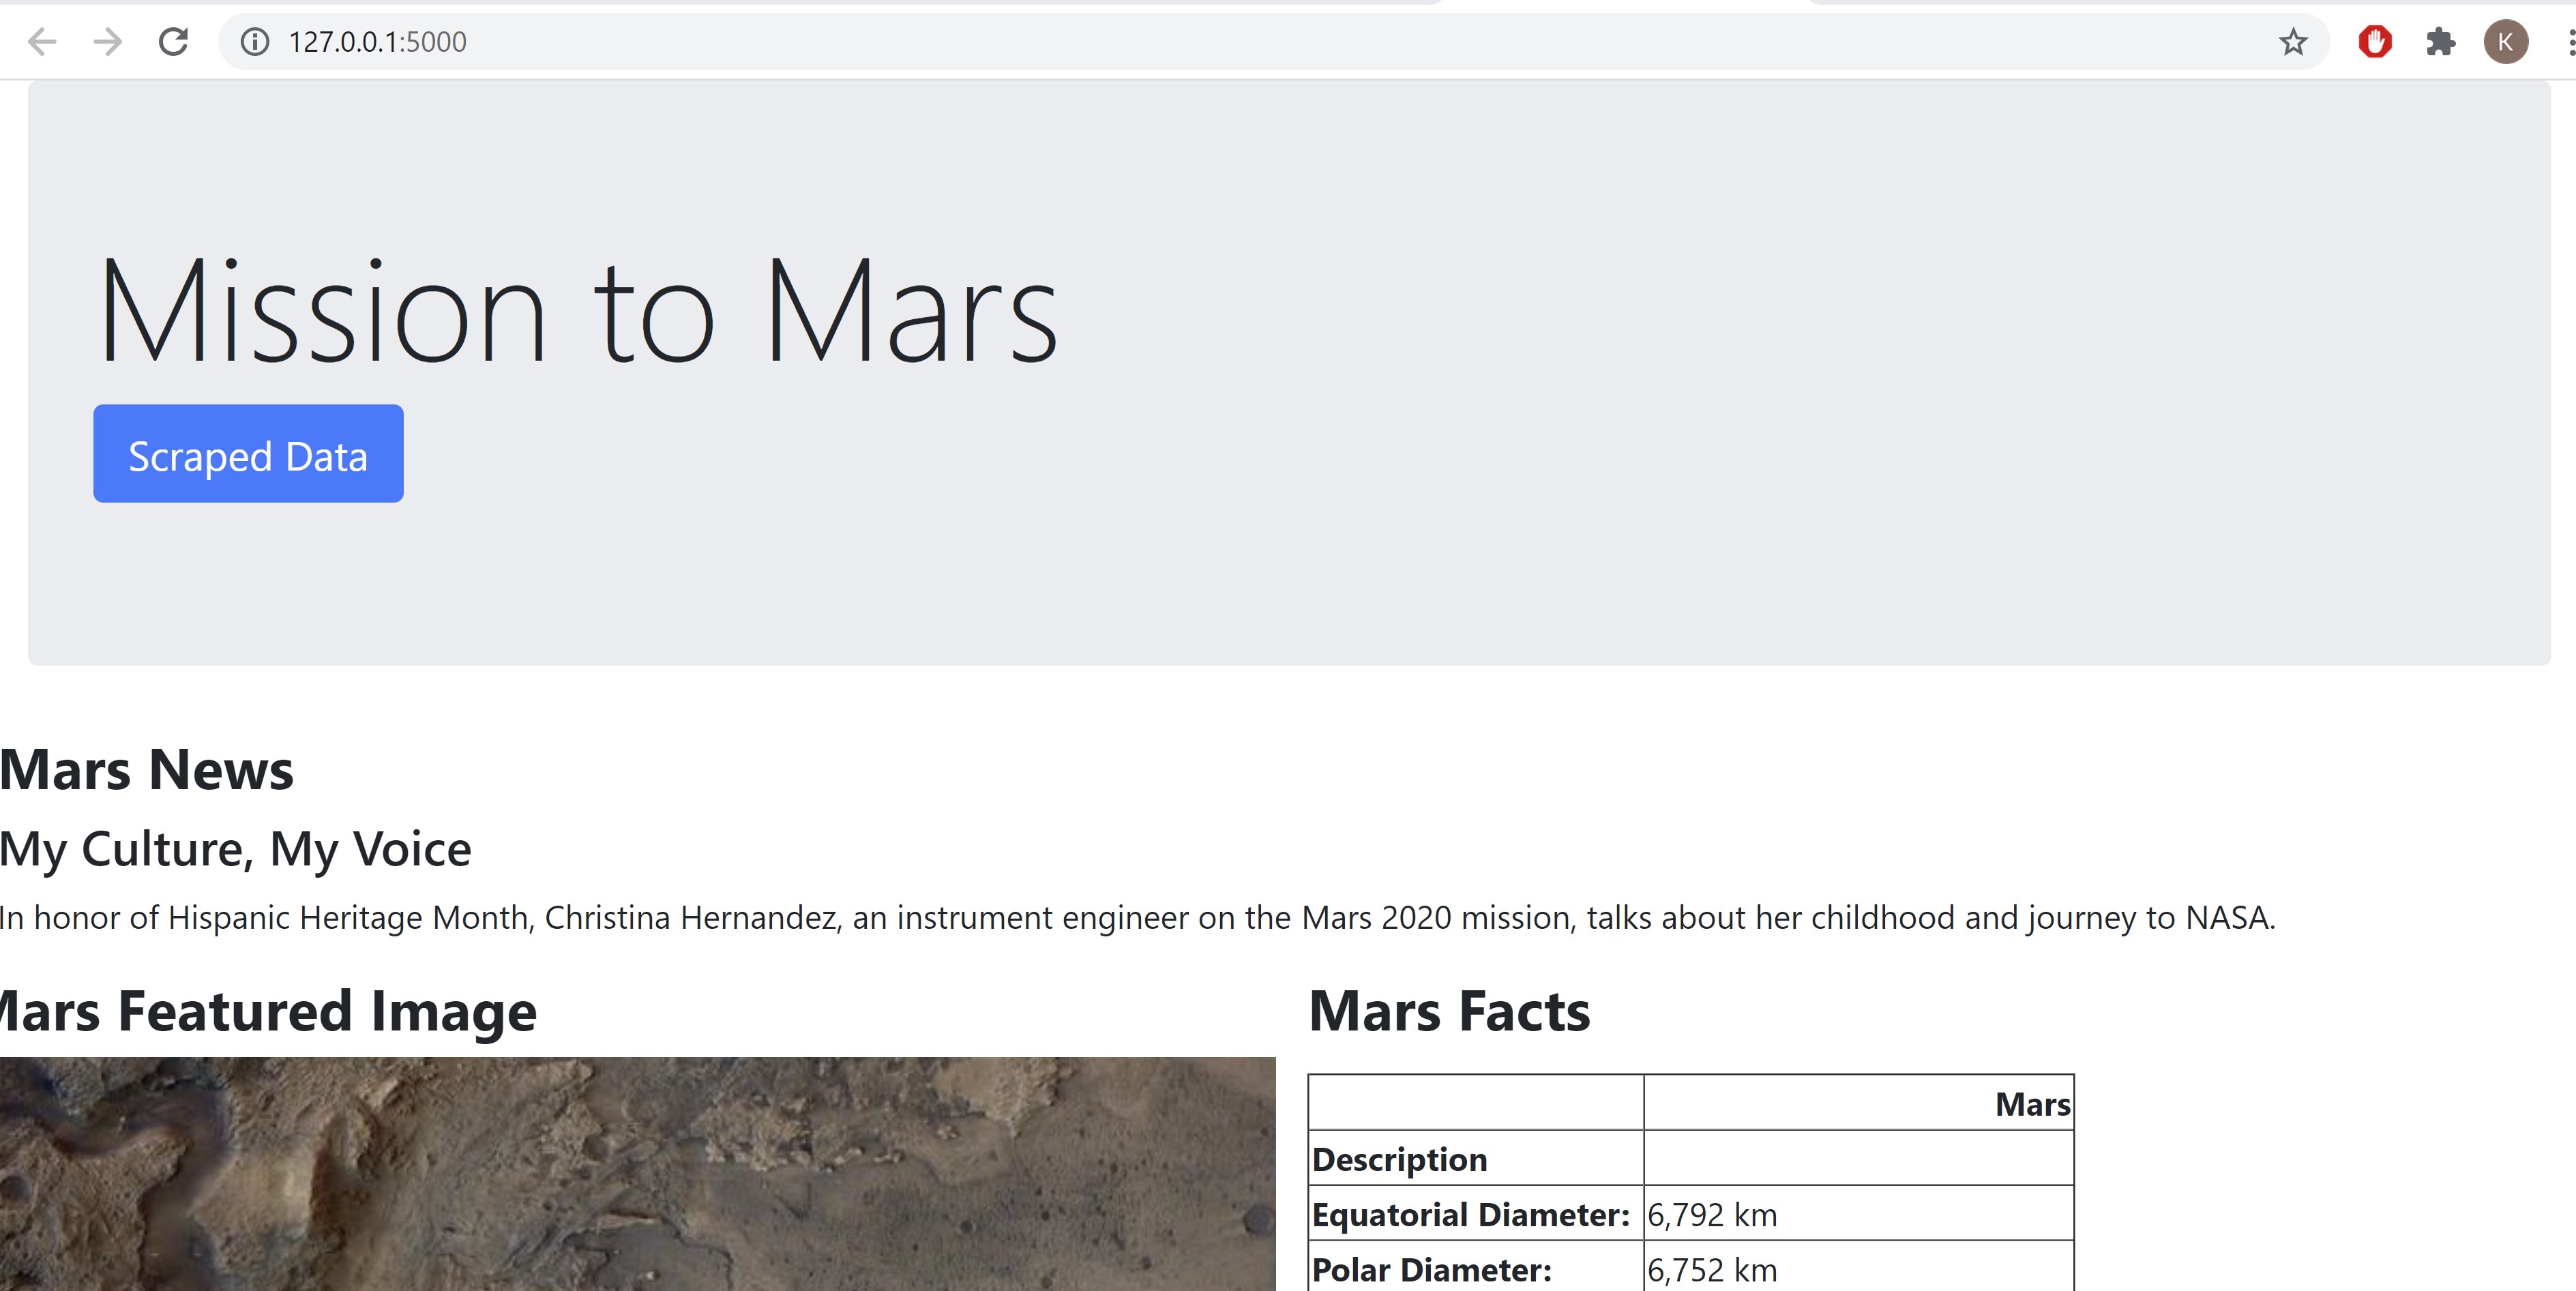 127.0.0.1:5000
K
Mission to Mars
Scraped Data
Mars News
My Culture, My Voice
In honor of Hispanic Heritage Month, Christina Hernandez, an instrument engineer on the Mars 2020 mission, talks about her childhood and journey to NASA.
Mars Featured Image
Mars Facts
Mars
Description
Equatorial Diameter: 6,792 km
Polar Diameter: 6,752 km